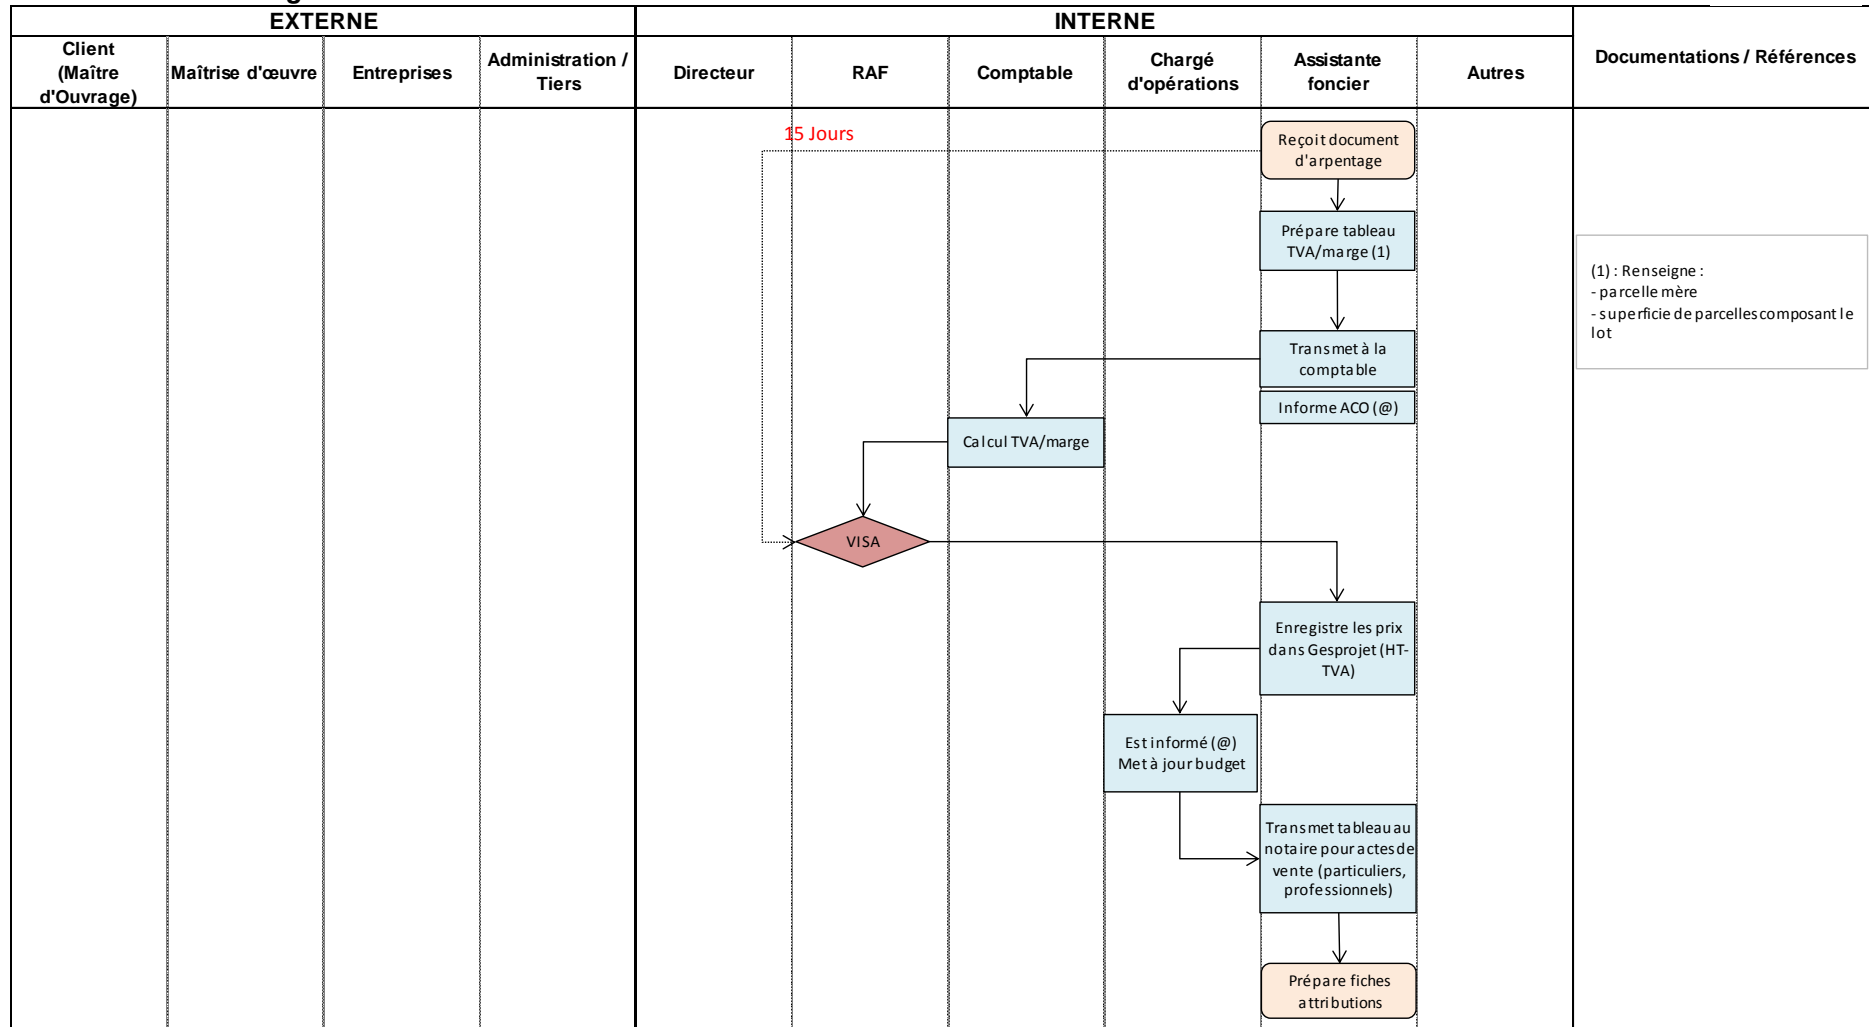 EXTERNE
INTERNE
Client
(Maître
d'Ouvrage)
Maîtrise d'œuvre
Entreprises
Administration /
Tiers
Directeur
RAF
Comptable
Chargé
d'opérations
Assistante
foncier
Autres
Documentations / Références
15 Jours
Reçoit document
d'arpentage
Prépare tableau
TVA/marge (1)
(1) : Renseigne :
- parcelle mère
- superficie de parcelles composant le
lot
Transmet à la
comptable
Informe ACO (@)
Calcul TVA/marge
VISA
Enregistre les prix
dans Gesprojet (HT-
TVA)
Est informé (@)
Met à jour budget
Transmet tableau au
notaire pour actes de
vente (particuliers,
professionnels)
Prépare fiches
attributions